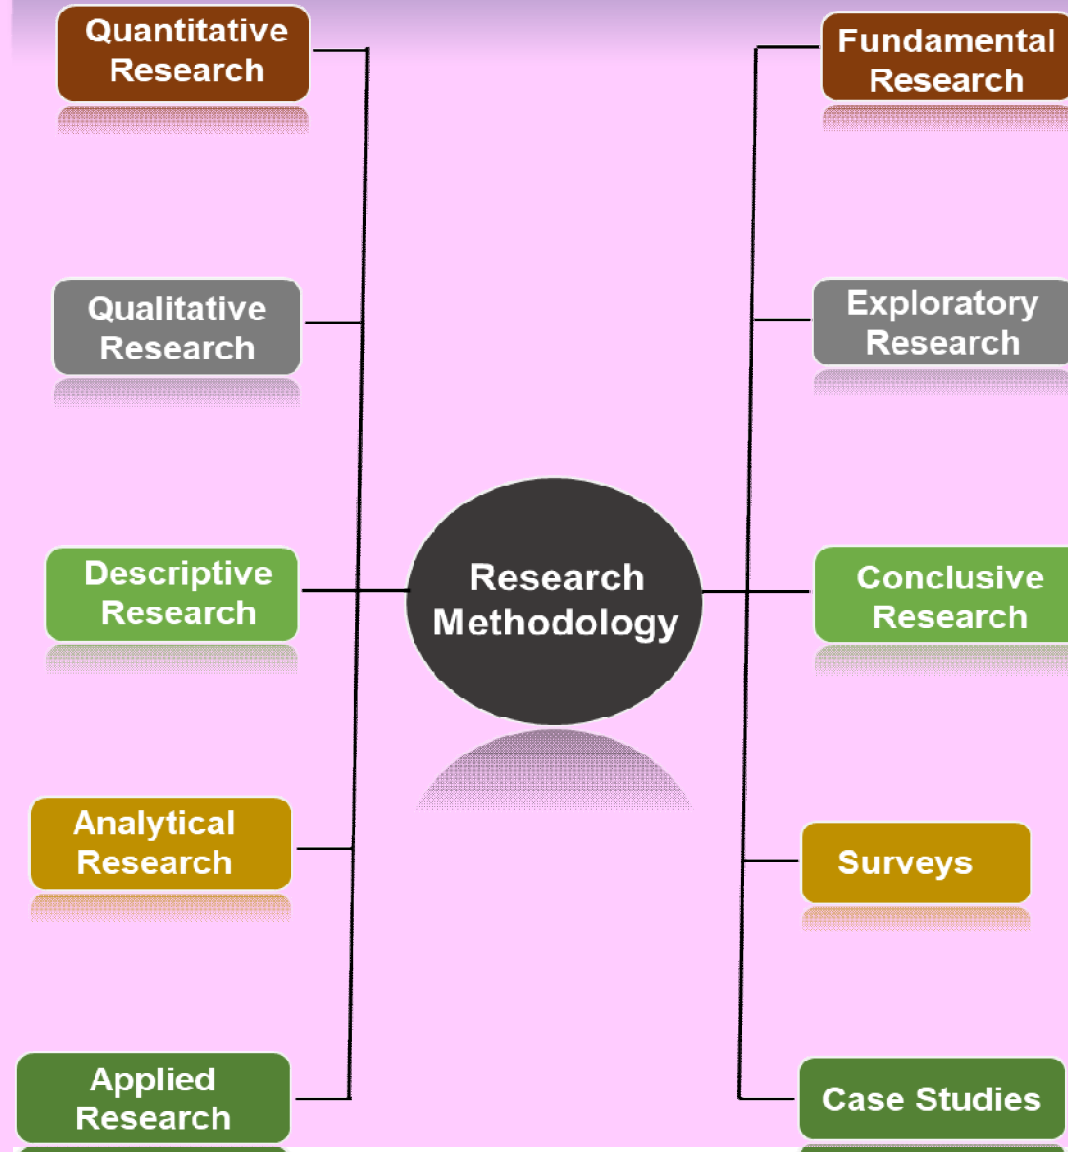 Quantitative
Research
Qualitative
Research
Descriptive
Research
Analytical
Research
Applied
Research
Research
Methodology
Fundamental
Research
Exploratory
Research
Conclusive
Research
Surveys
Case Studies